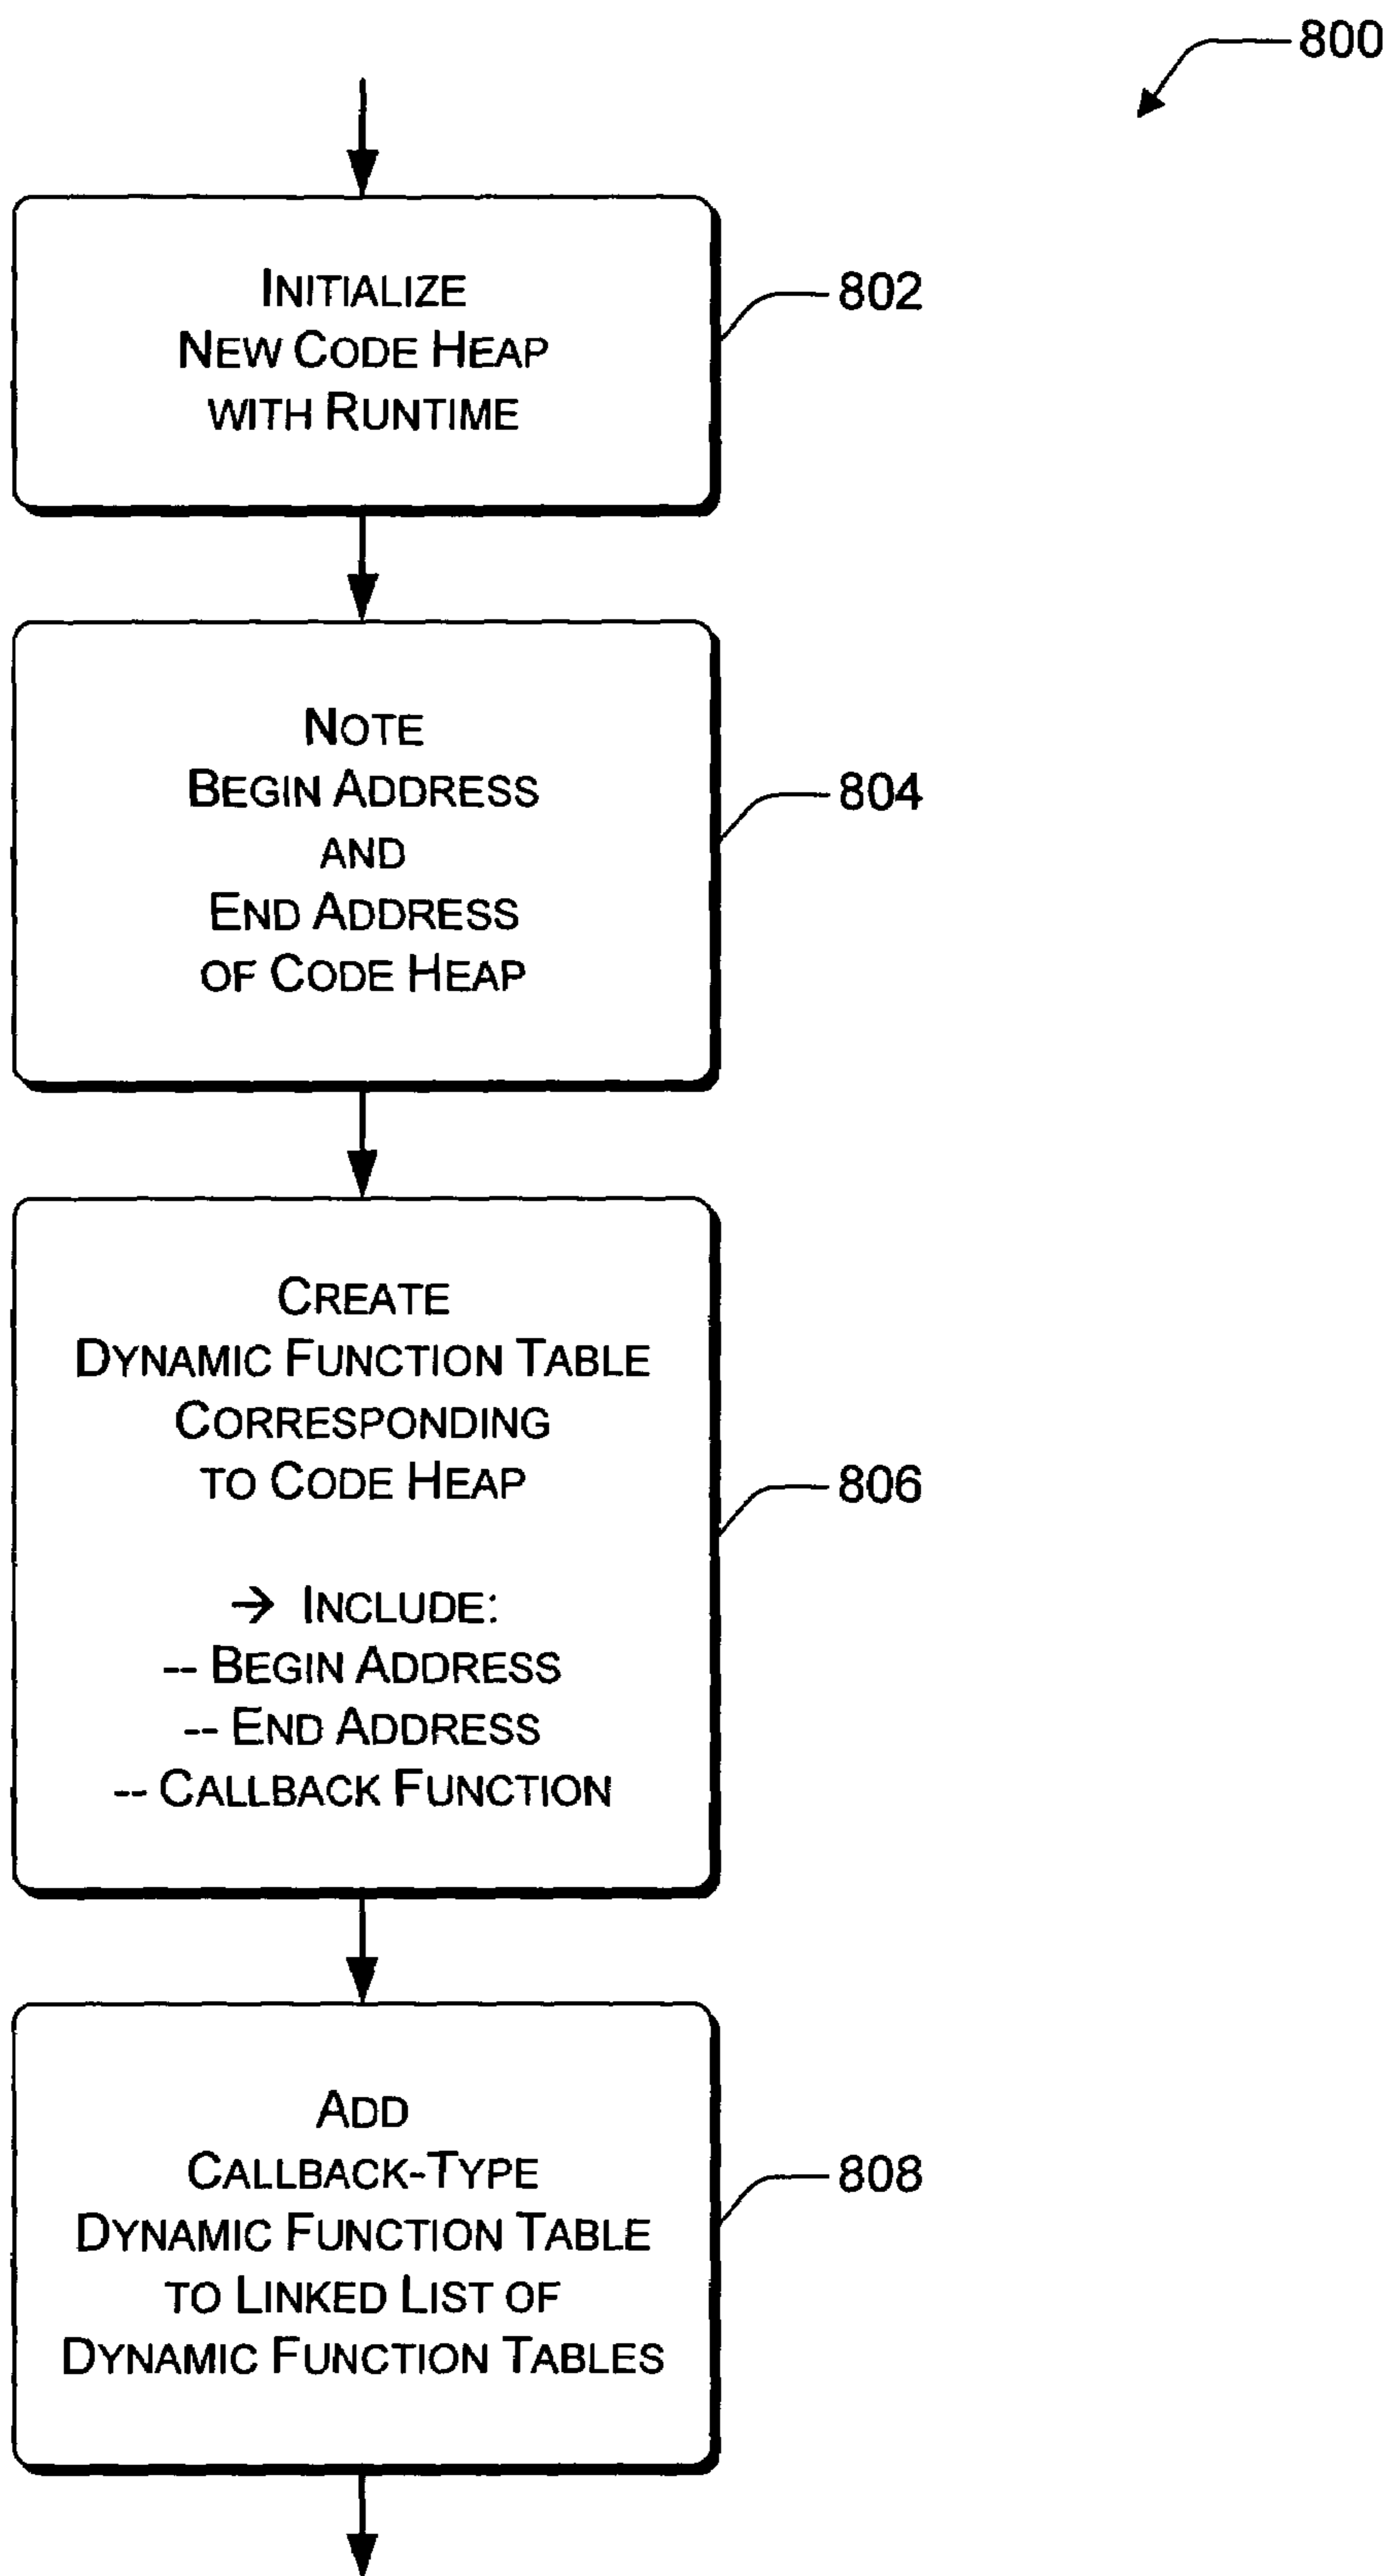 800
INITIALIZE
NEW CODE HEAP
WITH RUNTIME
802
NOTE
BEGIN ADDRESS
AND
END ADDRESS
OF CODE HEAP
804
CREATE
DYNAMIC FUNCTION TABLE
CORRESPONDING
TO CODE HEAP
→ INCLUDE:
-- BEGIN ADDRESS
-- END ADDRESS
-- CALLBACK FUNCTION
806
ADD
CALLBACK-TYPE
DYNAMIC FUNCTION TABLE
TO LINKED LIST OF
DYNAMIC FUNCTION TABLES
808